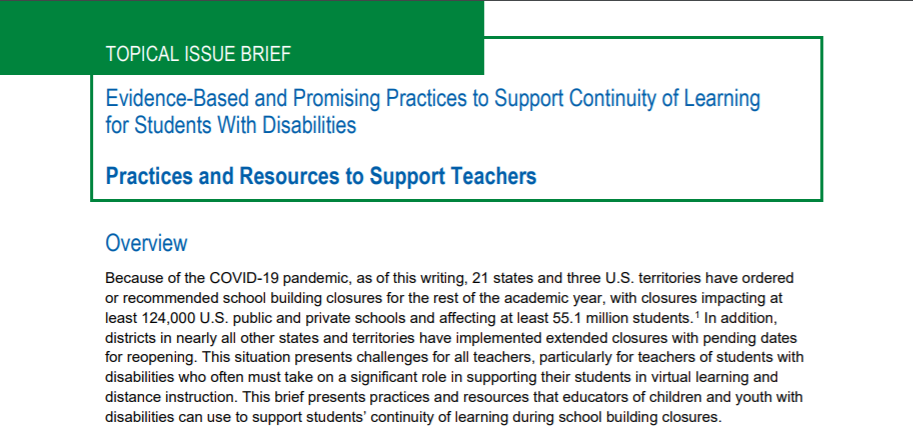 TOPICAL ISSUE BRIEF
Evidence-Based and Promising Practices to Support Continuity of Learning
for Students With Disabilities
Practices and Resources to Support Teachers
Overview
Because of the COVID-19 pandemic, as of this writing, 21 states and three U.S. territories have ordered
or recommended school building closures for the rest of the academic year, with closures impacting at
least 124,000 U.S. public and private schools and affecting at least 55.1 million students.¹ In addition,
districts in nearly all other states and territories have implemented extended closures with pending dates
for reopening. This situation presents challenges for all teachers, particularly for teachers of students with
disabilities who often must take on a significant role in supporting their students in virtual learning and
distance instruction. This brief presents practices and resources that educators of children and youth with
disabilities can use to support students’ continuity of learning during school building closures.